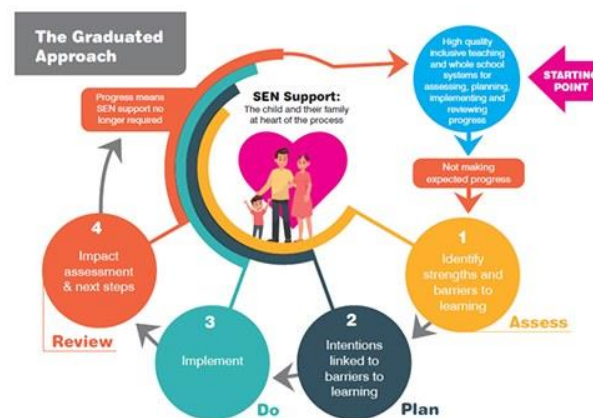 The Graduated
Approach
High quality
inclusive teaching
and whole school
systems for
assessing, planning,
implementing and
reviewing
progress
STARTING
POINT
SEN Support:
The child and their family
at heart of the process
Progress means
SEN support no
longer required
Not making
expected progress
1
Identify
strengths and
barriers to
learning
Assess
2
Intentions
linked to
barriers to
learning
Plan
3
Implement
Do
4
Impact
assessment
& next steps
Review